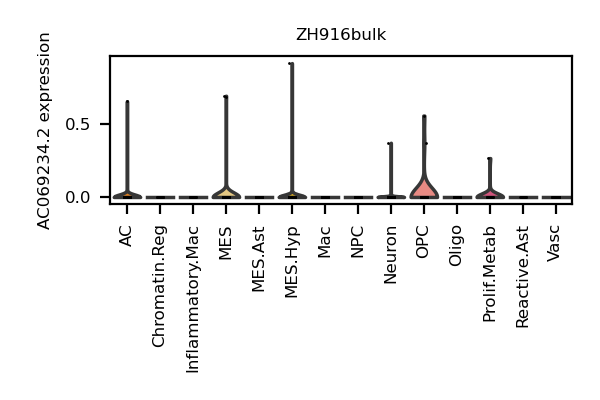 ZH916bulk
AC069234.2 expression
0.5
0.0
AC
Chromatin.Reg
Inflammatory.Mac
MES
MES.Ast
MES.Hyp
Mac
NPC
Neuron
OPC
Oligo
Prolif.Metab
Reactive.Ast
Vasc